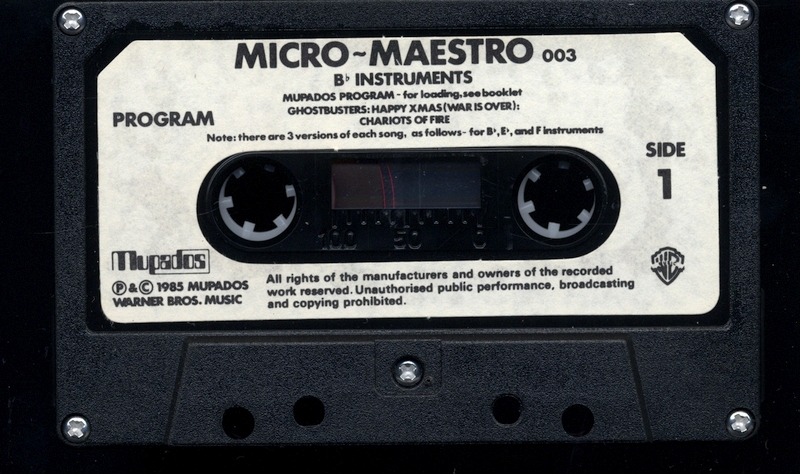 MICRO~MAESTRO 003
B♭ INSTRUMENTS
MUPADOS PROGRAM - for loading, see booklet
GHOSTBUSTERS: HAPPY XMAS (WAR IS OVER):
CHARIOTS OF FIRE
PROGRAM
Note: there are 3 versions of each song, as follows - for B♭, E♭, and F instruments
SIDE
1
100 50 0
Mupados
Ⓟ & © 1985 MUPADOS
WARNER BROS. MUSIC
All rights of the manufacturers and owners of the recorded
work reserved. Unauthorised public performance, broadcasting
and copying prohibited.
WB